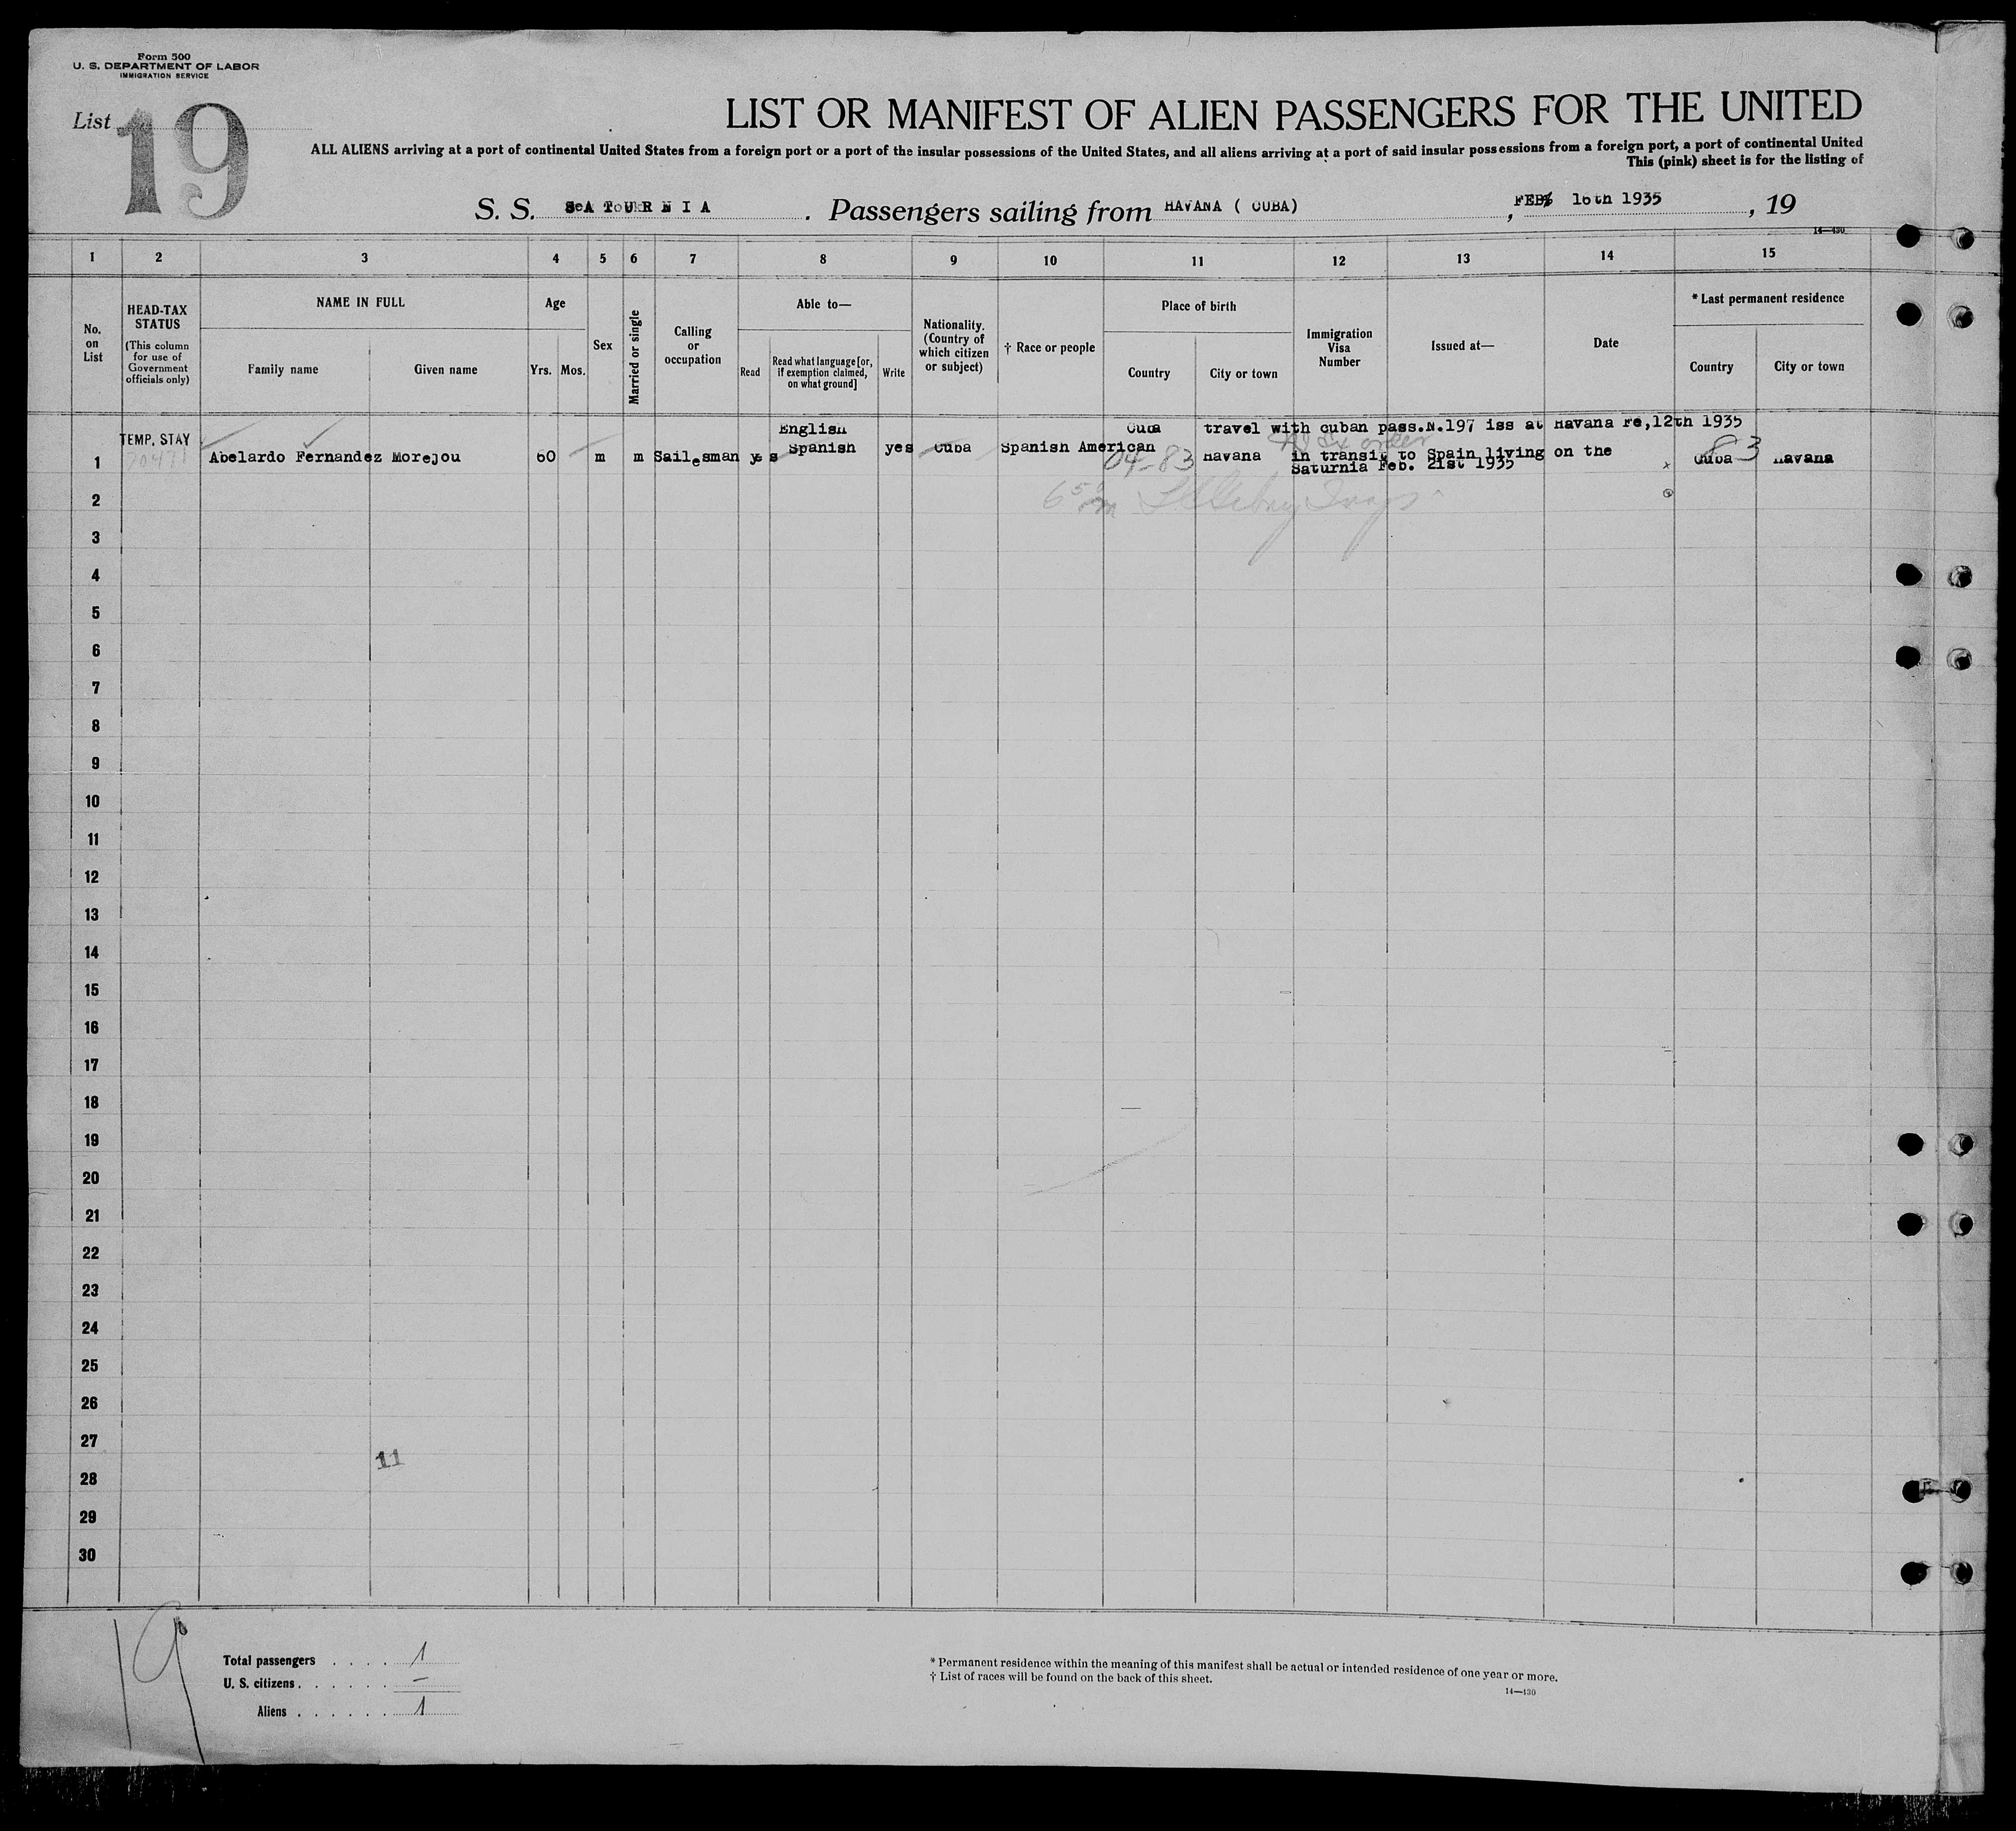 Form 500
U. S. DEPARTMENT OF LABOR
IMMIGRATION SERVICE
List 19
LIST OR MANIFEST OF ALIEN PASSENGERS FOR THE UNITED
ALL ALIENS arriving at a port of continental United States from a foreign port or a port of the insular possessions of the United States, and all aliens arriving at a port of said insular possessions from a foreign port, a port of continental United
This (pink) sheet is for the listing of
S. S. SATURNIA. Passengers sailing from HAVANA ( CUBA), FEB 16th 1935, 19
14—430
1 2 3 4 5 6 7 8 9 10 11 12 13 14 15
No. on List
HEAD-TAX STATUS
(This column for use of Government officials only)
NAME IN FULL
Family name
Given name
Age
Yrs. Mos.
Sex
Married or single
Calling or occupation
Able to—
Read
Read what language [or, if exemption claimed, on what ground]
Write
Nationality. (Country of which citizen or subject)
† Race or people
Place of birth
Country
City or town
Immigration Visa Number
Issued at—
Date
* Last permanent residence
Country
City or town
English Cuba travel with cuban pass.N.197 iss at Havana Fe,12th 1935
TEMP. STAY
1 Abelardo Fernandez Morejou 60 m m Sailesman yes Spanish yes Cuba Spanish American Havana in transit to Spain living on the Cuba Havana
Saturnia Feb. 21st 1935
04-83
83
2
3
4
5
6
7
8
9
10
11
12
13
14
15
16
17
18
19
20
21
22
23
24
25
26
27
11
28
29
30
19
Total passengers . . . . 1
U. S. citizens . . . . . . —
Aliens . . . . . . 1
* Permanent residence within the meaning of this manifest shall be actual or intended residence of one year or more.
† List of races will be found on the back of this sheet.
14—430